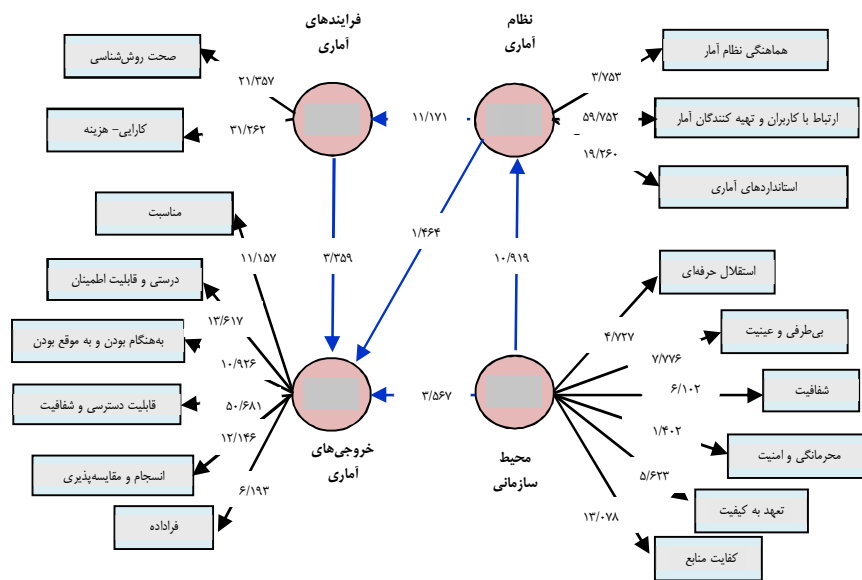 نظام
آماری
فرایندهای
آماری
هماهنگی نظام آمار
۳/۷۵۳
ارتباط با کاربران و تهیه کنندگان آمار
۵۹/۷۵۲
استانداردهای آماری
۱۹/۲۶۰
۱۱/۱۷۱
صحت روش‌شناسی
۲۱/۳۵۷
کارایی- هزینه
۳۱/۲۶۲
۱/۴۶۴
۳/۳۵۹
۱۰/۹۱۹
۳/۵۶۷
استقلال حرفه‌ای
۴/۷۲۷
بی‌طرفی و عینیت
۷/۷۷۶
شفافیت
۶/۱۰۲
محرمانگی و امنیت
۱/۴۰۲
تعهد به کیفیت
۵/۶۲۳
کفایت منابع
۱۳/۰۷۸
محیط
سازمانی
مناسبت
۱۱/۱۵۷
درستی و قابلیت اطمینان
۱۳/۶۱۷
به‌هنگام بودن و به موقع بودن
۱۰/۹۲۶
قابلیت دسترسی و شفافیت
۵۰/۶۸۱
انسجام و مقایسه‌پذیری
۱۲/۱۴۶
فراداده
۶/۱۹۳
خروجی‌های
آماری